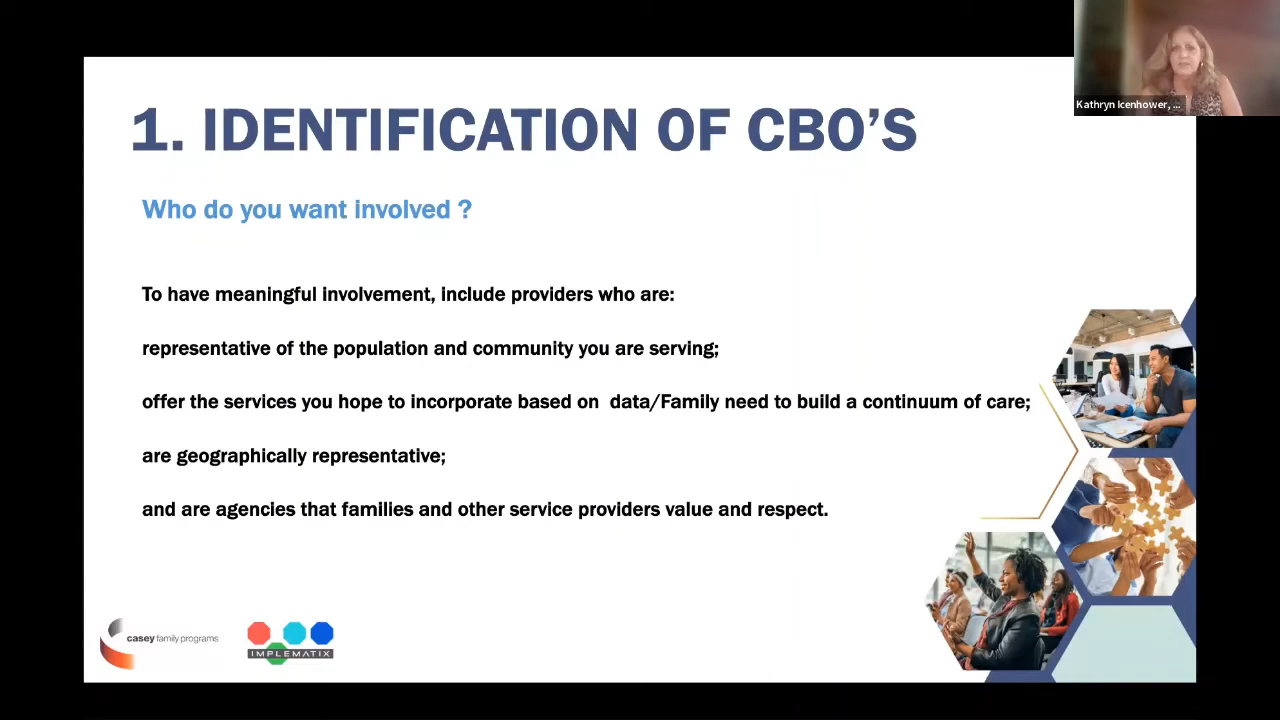 Kathryn Icenhower, ...
1. IDENTIFICATION OF CBO'S
Who do you want involved ?
To have meaningful involvement, include providers who are:
representative of the population and community you are serving;
offer the services you hope to incorporate based on  data/Family need to build a continuum of care;
are geographically representative;
and are agencies that families and other service providers value and respect.
casey family programs
IMPLEMATIX